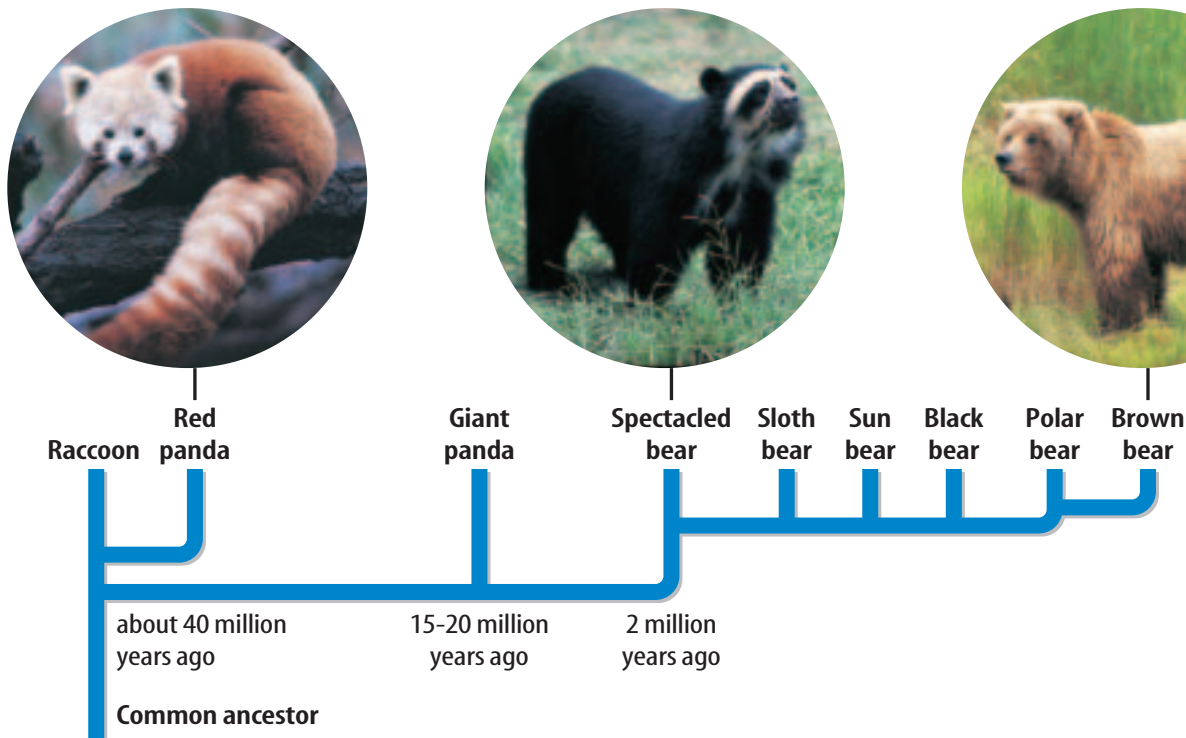 Raccoon
Red
panda
Giant
panda
Spectacled
bear
Sloth
bear
Sun
bear
Black
bear
Polar
bear
Brown
bear
about 40 million
years ago
15-20 million
years ago
2 million
years ago
Common ancestor